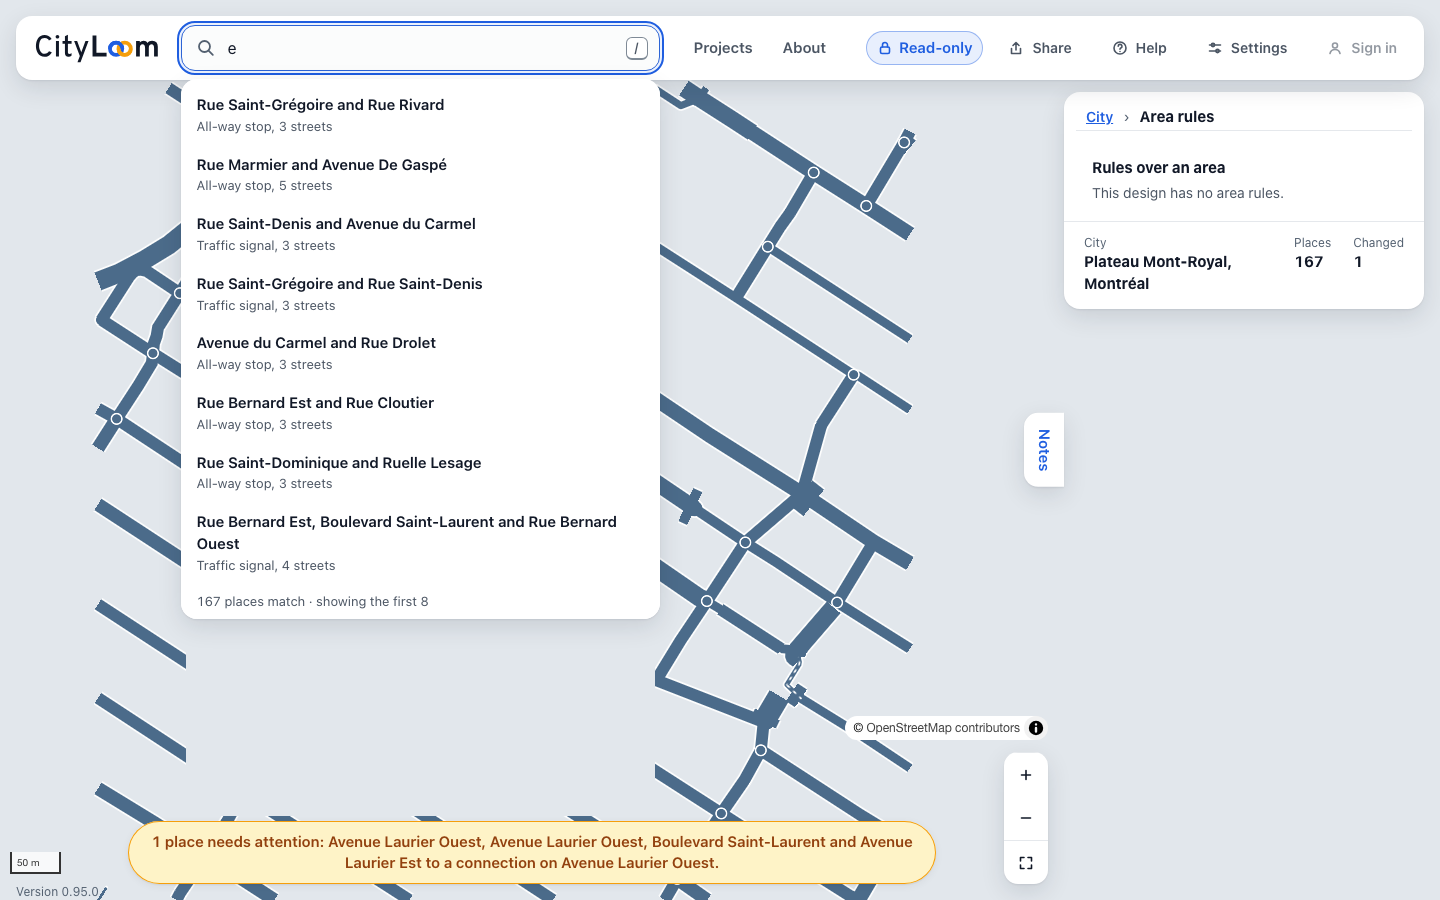 CityLoom
e
/
Projects
About
Read-only
Share
Help
Settings
Sign in
Rue Saint-Grégoire and Rue Rivard
All-way stop, 3 streets
Rue Marmier and Avenue De Gaspé
All-way stop, 5 streets
Rue Saint-Denis and Avenue du Carmel
Traffic signal, 3 streets
Rue Saint-Grégoire and Rue Saint-Denis
Traffic signal, 3 streets
Avenue du Carmel and Rue Drolet
All-way stop, 3 streets
Rue Bernard Est and Rue Cloutier
All-way stop, 3 streets
Rue Saint-Dominique and Ruelle Lesage
All-way stop, 3 streets
Rue Bernard Est, Boulevard Saint-Laurent and Rue Bernard
Ouest
Traffic signal, 4 streets
167 places match · showing the first 8
City › Area rules
Rules over an area
This design has no area rules.
City
Plateau Mont-Royal,
Montréal
Places
167
Changed
1
Notes
© OpenStreetMap contributors
+
−
1 place needs attention: Avenue Laurier Ouest, Avenue Laurier Ouest, Boulevard Saint-Laurent and Avenue
Laurier Est to a connection on Avenue Laurier Ouest.
50 m
Version 0.95.0